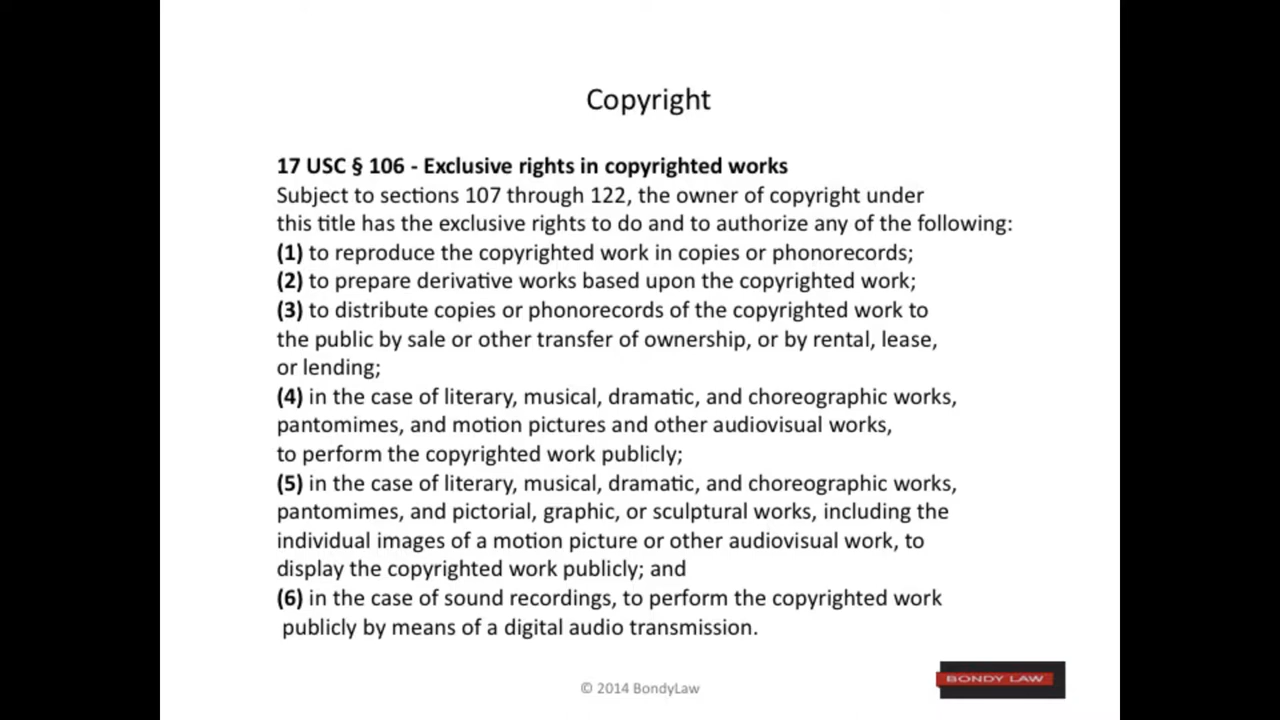 Copyright
17 USC § 106 - Exclusive rights in copyrighted works
Subject to sections 107 through 122, the owner of copyright under
this title has the exclusive rights to do and to authorize any of the following:
(1) to reproduce the copyrighted work in copies or phonorecords;
(2) to prepare derivative works based upon the copyrighted work;
(3) to distribute copies or phonorecords of the copyrighted work to
the public by sale or other transfer of ownership, or by rental, lease,
or lending;
(4) in the case of literary, musical, dramatic, and choreographic works,
pantomimes, and motion pictures and other audiovisual works,
to perform the copyrighted work publicly;
(5) in the case of literary, musical, dramatic, and choreographic works,
pantomimes, and pictorial, graphic, or sculptural works, including the
individual images of a motion picture or other audiovisual work, to
display the copyrighted work publicly; and
(6) in the case of sound recordings, to perform the copyrighted work
publicly by means of a digital audio transmission.
© 2014 BondyLaw
BONDY LAW